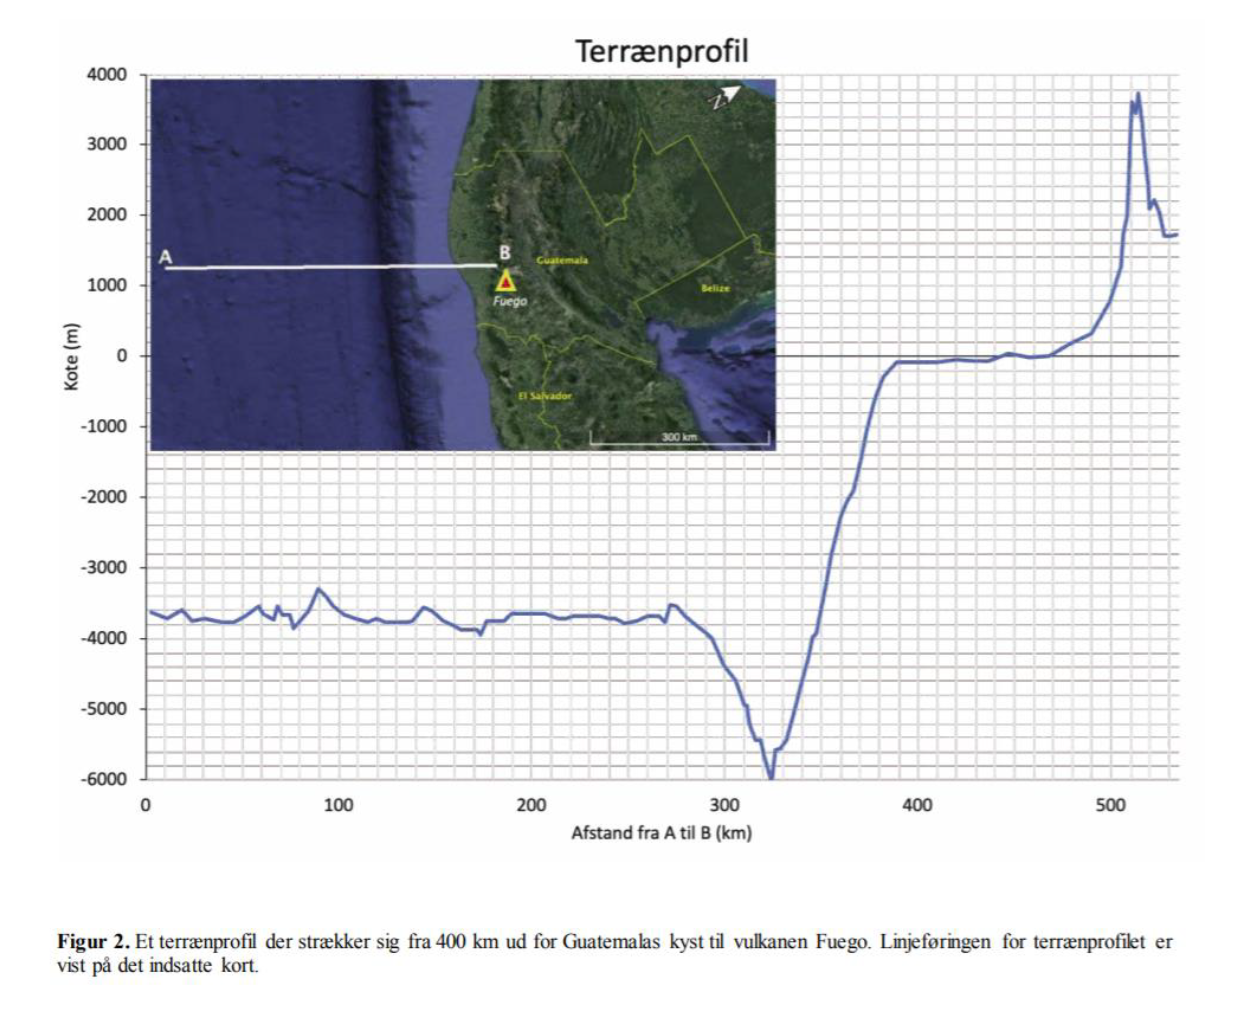 Terrænprofil
4000
3000
2000
1000
0
-1000
-2000
-3000
-4000
-5000
-6000
Kote (m)
N
A
B
Guatemala
Fuego
Belize
El Salvador
300 km
0 100 200 300 400 500
Afstand fra A til B (km)
Figur 2. Et terrænprofil der strækker sig fra 400 km ud for Guatemalas kyst til vulkanen Fuego. Linjeføringen for terrænprofilet er
vist på det indsatte kort.